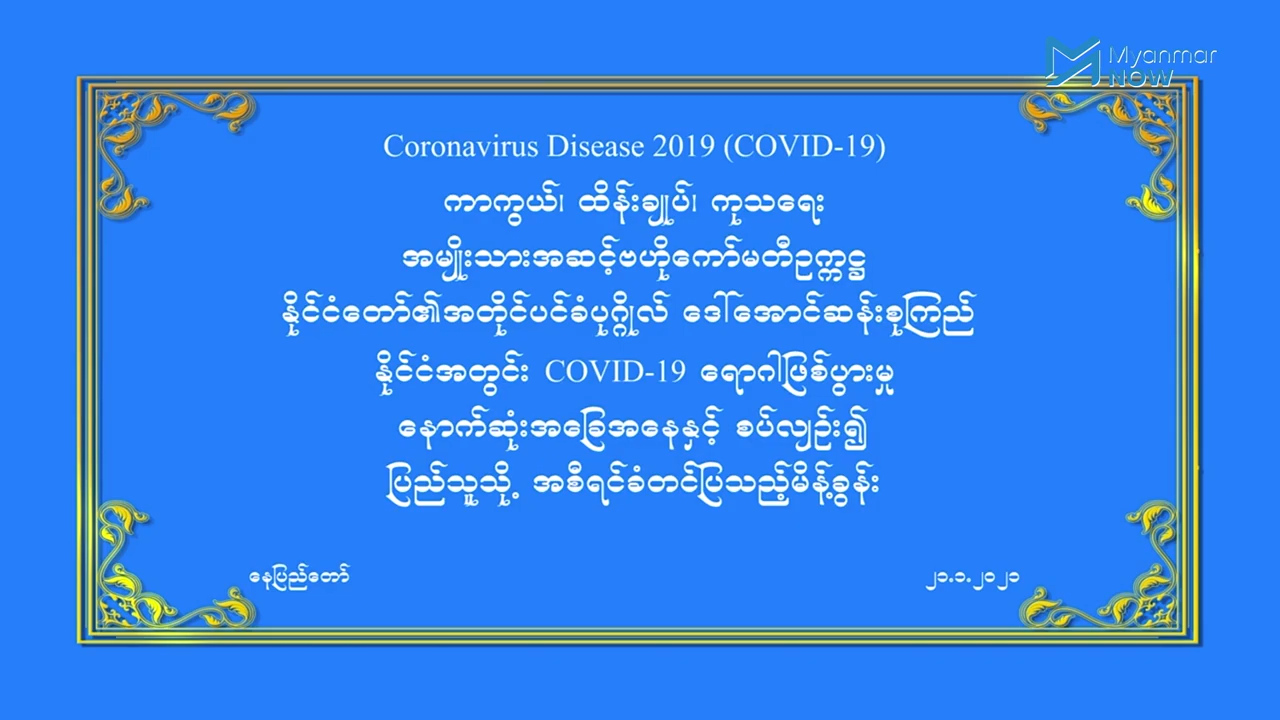 Myanmar
NOW
Coronavirus Disease 2019 (COVID-19)
ကာကွယ်၊ ထိန်းချုပ်၊ ကုသရေး
အမျိုးသားအဆင့်ဗဟိုကော်မတီဥက္ကဋ္ဌ
နိုင်ငံတော်၏အတိုင်ပင်ခံပုဂ္ဂိုလ် ဒေါ်အောင်ဆန်းစုကြည်
နိုင်ငံအတွင်း COVID-19 ရောဂါဖြစ်ပွားမှု
နောက်ဆုံးအခြေအနေနှင့် စပ်လျဉ်း၍
ပြည်သူသို့ အစီရင်ခံတင်ပြသည့်မိန့်ခွန်း
နေပြည်တော်
၂၁.၁.၂၀၂၁